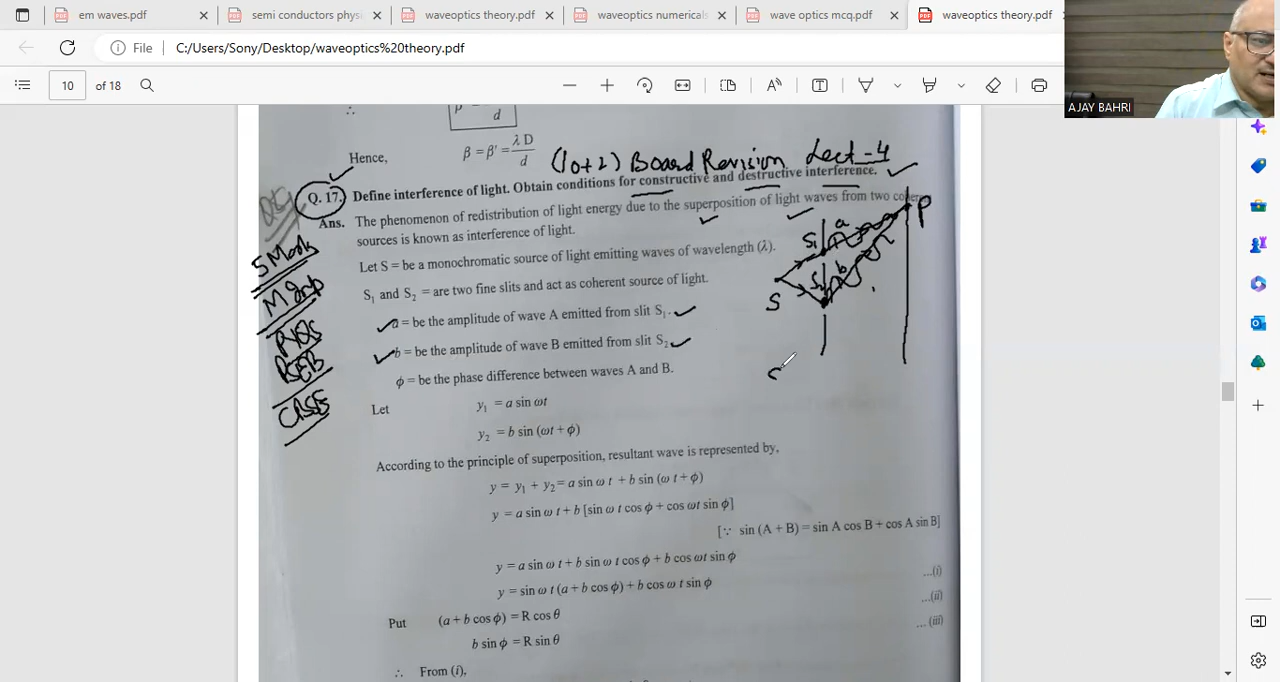 em waves.pdf
semi conductors physi
waveoptics theory.pdf
waveoptics numericals
wave optics mcq.pdf
waveoptics theory.pdf
File
C:/Users/Sony/Desktop/waveoptics%20theory.pdf
10 of 18
AJAY BAHRI
∴ d
Hence, β = β' = λD/d
(10+2) Board Revision Lect-4
Q. 17. Define interference of light. Obtain conditions for constructive and destructive interference.
Ans. The phenomenon of redistribution of light energy due to the superposition of light waves from two
sources is known as interference of light.
Let S = be a monochromatic source of light emitting waves of wavelength (λ).
S₁ and S₂ = are two fine slits and act as coherent source of light.
a = be the amplitude of wave A emitted from slit S₁.
b = be the amplitude of wave B emitted from slit S₂
ϕ = be the phase difference between waves A and B.
5 Mark
M. Imp
PYQs
PSEB
CBSE
S₁ a P
S₂ b
S
Let y₁ = a sin ωt
y₂ = b sin (ωt + ϕ)
According to the principle of superposition, resultant wave is represented by,
y = y₁ + y₂ = a sin ω t + b sin (ω t + ϕ)
y = a sin ω t + b [sin ω t cos ϕ + cos ωt sin ϕ]
[∵ sin (A + B) = sin A cos B + cos A sin B]
y = a sin ω t + b sin ω t cos ϕ + b cos ωt sin ϕ
y = sin ω t (a + b cos ϕ) + b cos ω t sin ϕ ...(i)
Put (a + b cos ϕ) = R cos θ ...(ii)
b sin ϕ = R sin θ ...(iii)
∴ From (i),